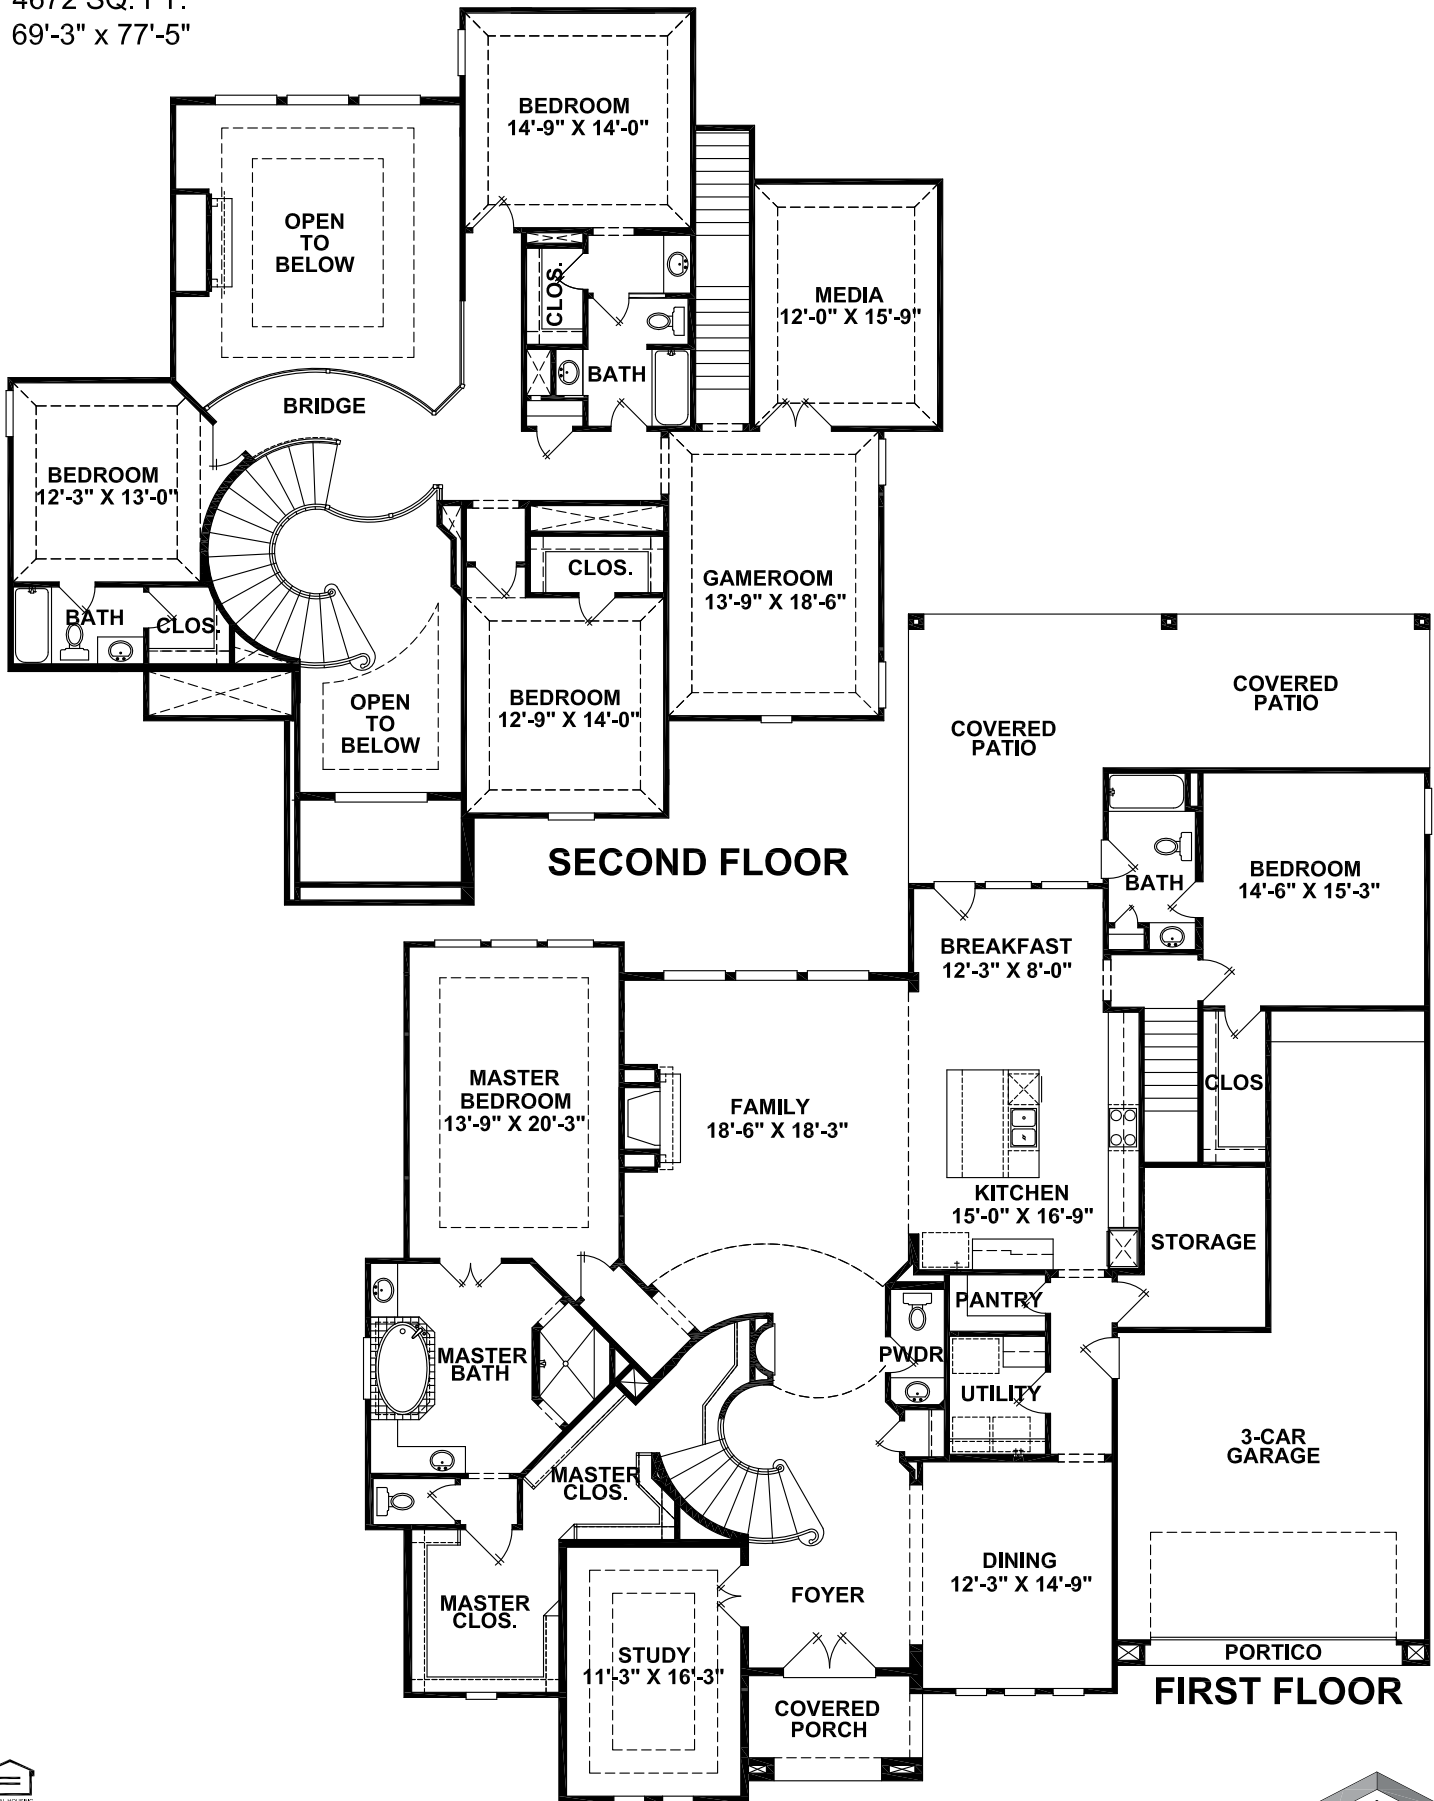 4672 SQ. FT.
69'-3" x 77'-5"
BEDROOM
14'-9" X 14'-0"
OPEN
TO
BELOW
CLOS.
MEDIA
12'-0" X 15'-9"
BATH
BRIDGE
BEDROOM
12'-3" X 13'-0"
CLOS.
GAMEROOM
13'-9" X 18'-6"
BATH
CLOS.
BEDROOM
12'-9" X 14'-0"
OPEN
TO
BELOW
SECOND FLOOR
COVERED
PATIO
COVERED
PATIO
BATH
BEDROOM
14'-6" X 15'-3"
BREAKFAST
12'-3" X 8'-0"
MASTER
BEDROOM
13'-9" X 20'-3"
FAMILY
18'-6" X 18'-3"
CLOS
KITCHEN
15'-0" X 16'-9"
STORAGE
PANTRY
MASTER
BATH
PWDR
UTILITY
3-CAR
GARAGE
MASTER
CLOS.
DINING
12'-3" X 14'-9"
FOYER
MASTER
CLOS.
STUDY
11'-3" X 16'-3"
PORTICO
COVERED
PORCH
FIRST FLOOR